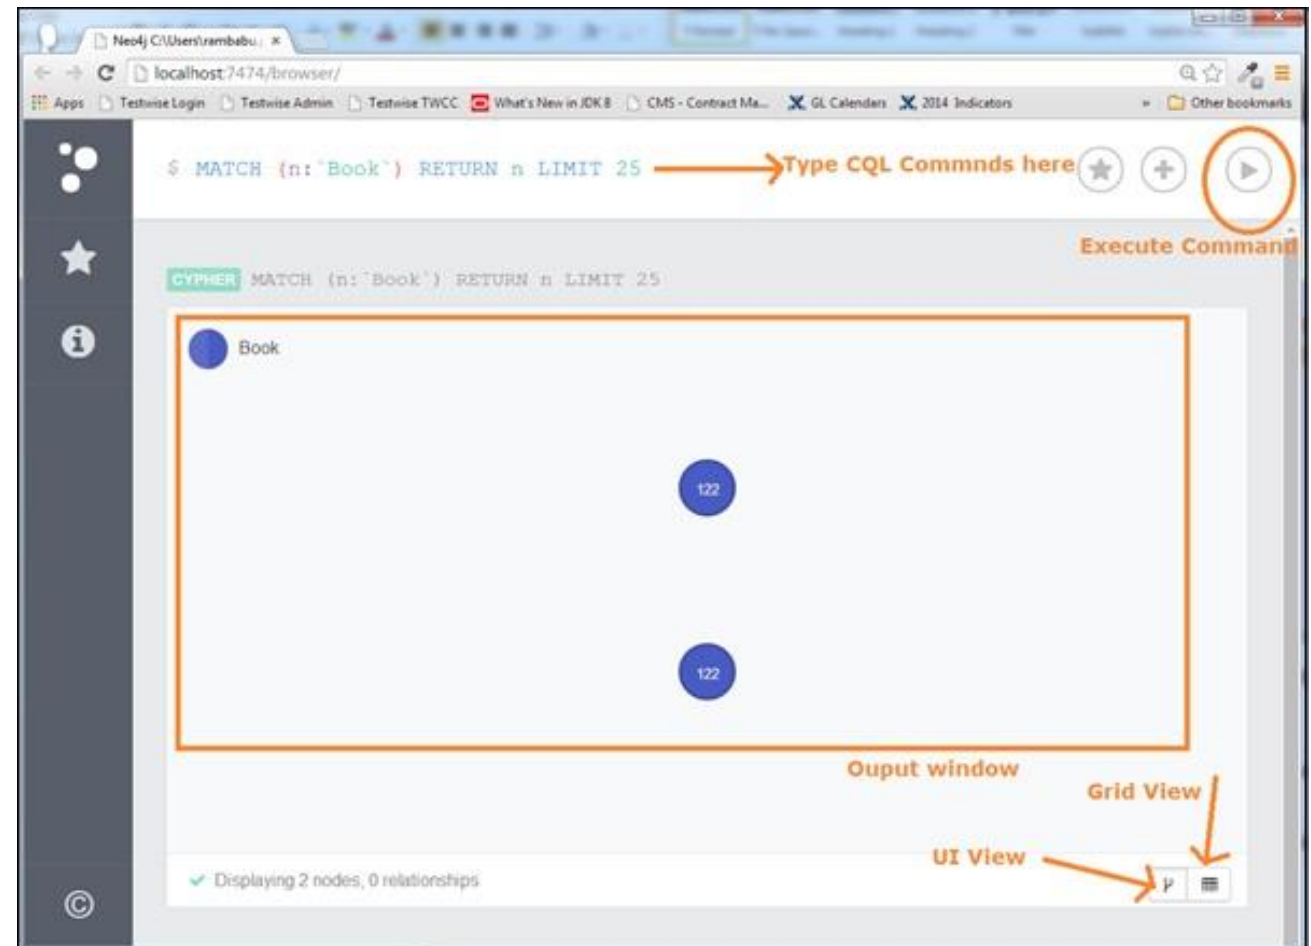 Neo4j C:\Users\rambabu.j
localhost:7474/browser/
Apps Testwise Login Testwise Admin Testwise TWCC What's New in JDK 8 CMS - Contract Ma... GL Calendars 2014 Indicators » Other bookmarks
$ MATCH (n:`Book`) RETURN n LIMIT 25 Type CQL Commnds here
Execute Command
CYPHER MATCH (n:`Book`) RETURN n LIMIT 25
Book
122
122
Ouput window
Grid View
UI View
Displaying 2 nodes, 0 relationships
©